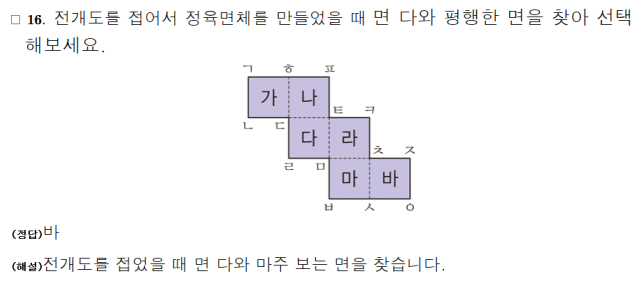 □ 16. 전개도를 접어서 정육면체를 만들었을 때 면 다와 평행한 면을 찾아 선택
해보세요.
ㄱ ㅎ ㅍ
가 나
ㅌ ㅋ
ㄴ ㄷ
다 라
ㅊ ㅈ
ㄹ ㅁ
마 바
ㅂ ㅅ ㅇ
(정답)바
(해설)전개도를 접었을 때 면 다와 마주 보는 면을 찾습니다.